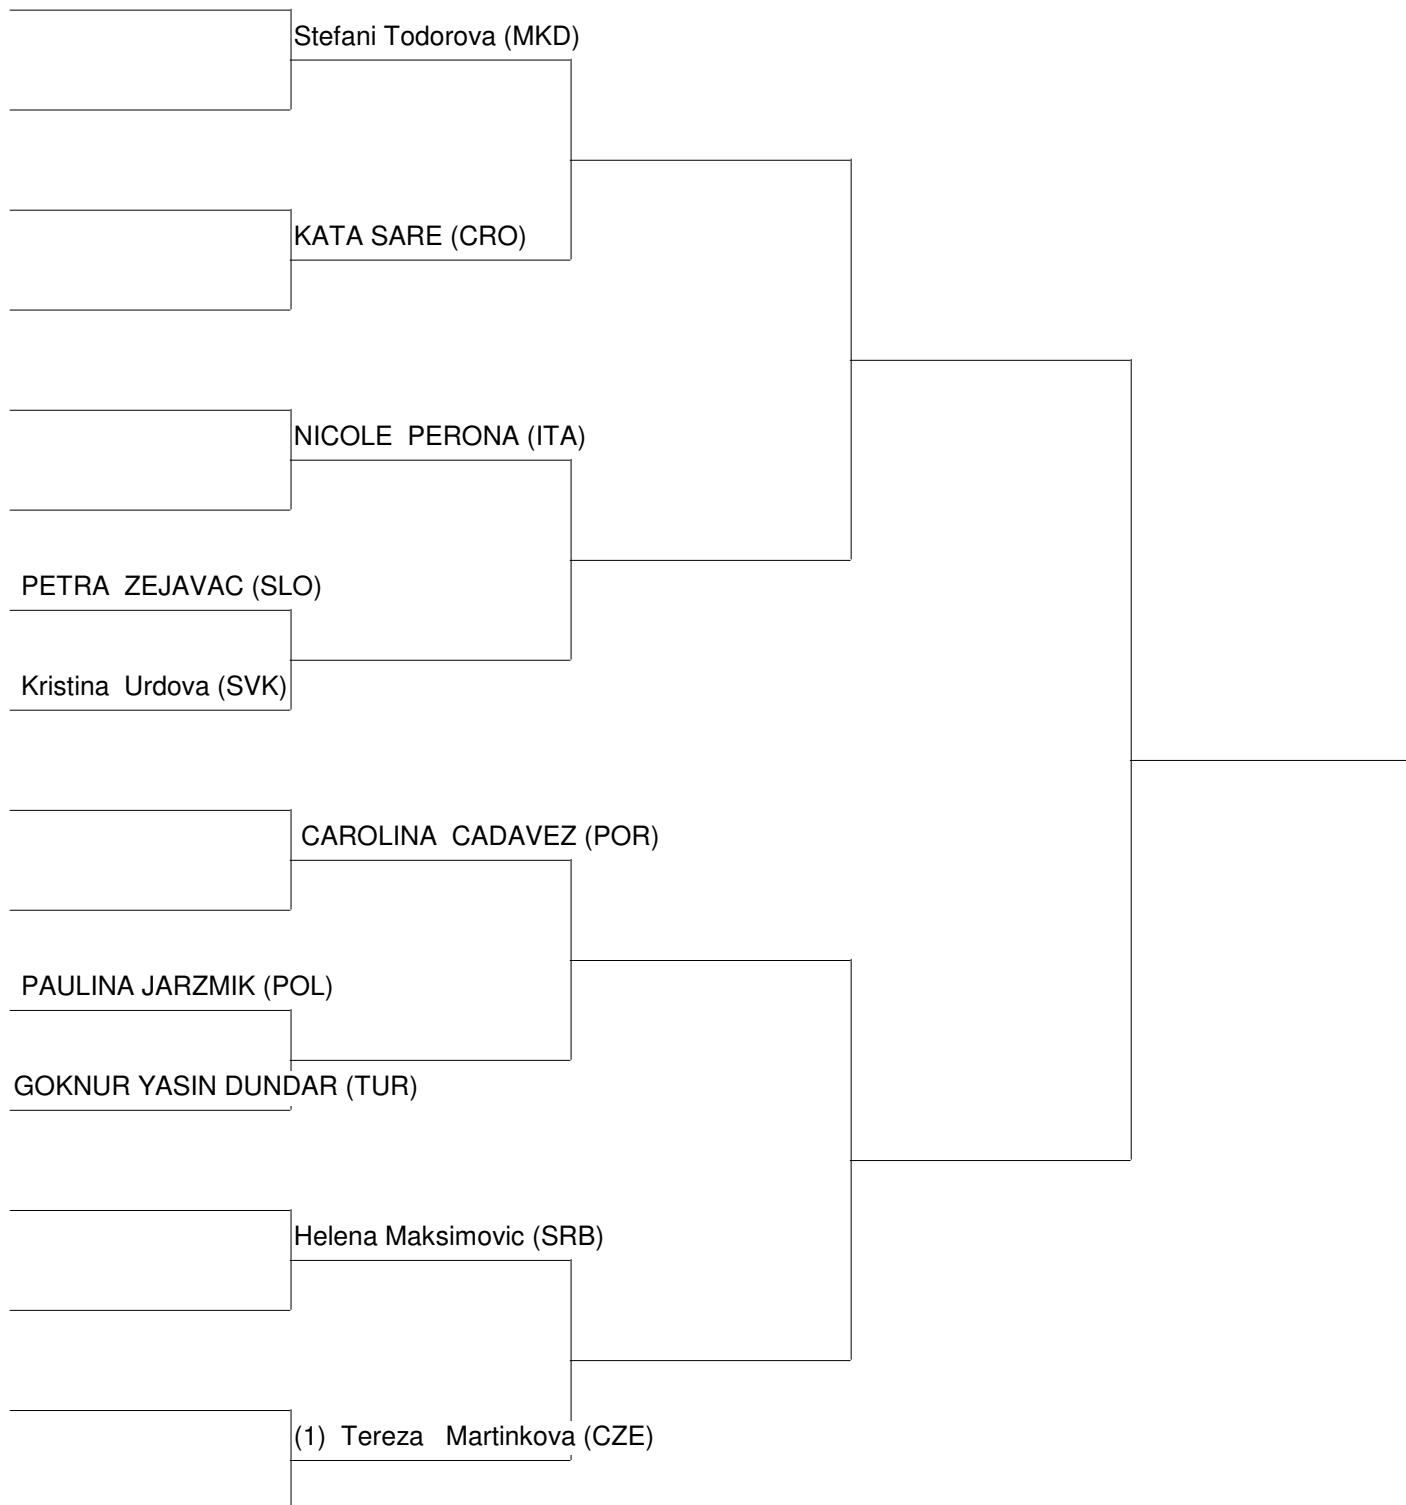 Stefani Todorova (MKD)
KATA SARE (CRO)
NICOLE  PERONA (ITA)
PETRA  ZEJAVAC (SLO)
Kristina  Urdova (SVK)
CAROLINA  CADAVEZ (POR)
PAULINA JARZMIK (POL)
GOKNUR YASIN DUNDAR (TUR)
Helena Maksimovic (SRB)
(1)  Tereza   Martinkova (CZE)